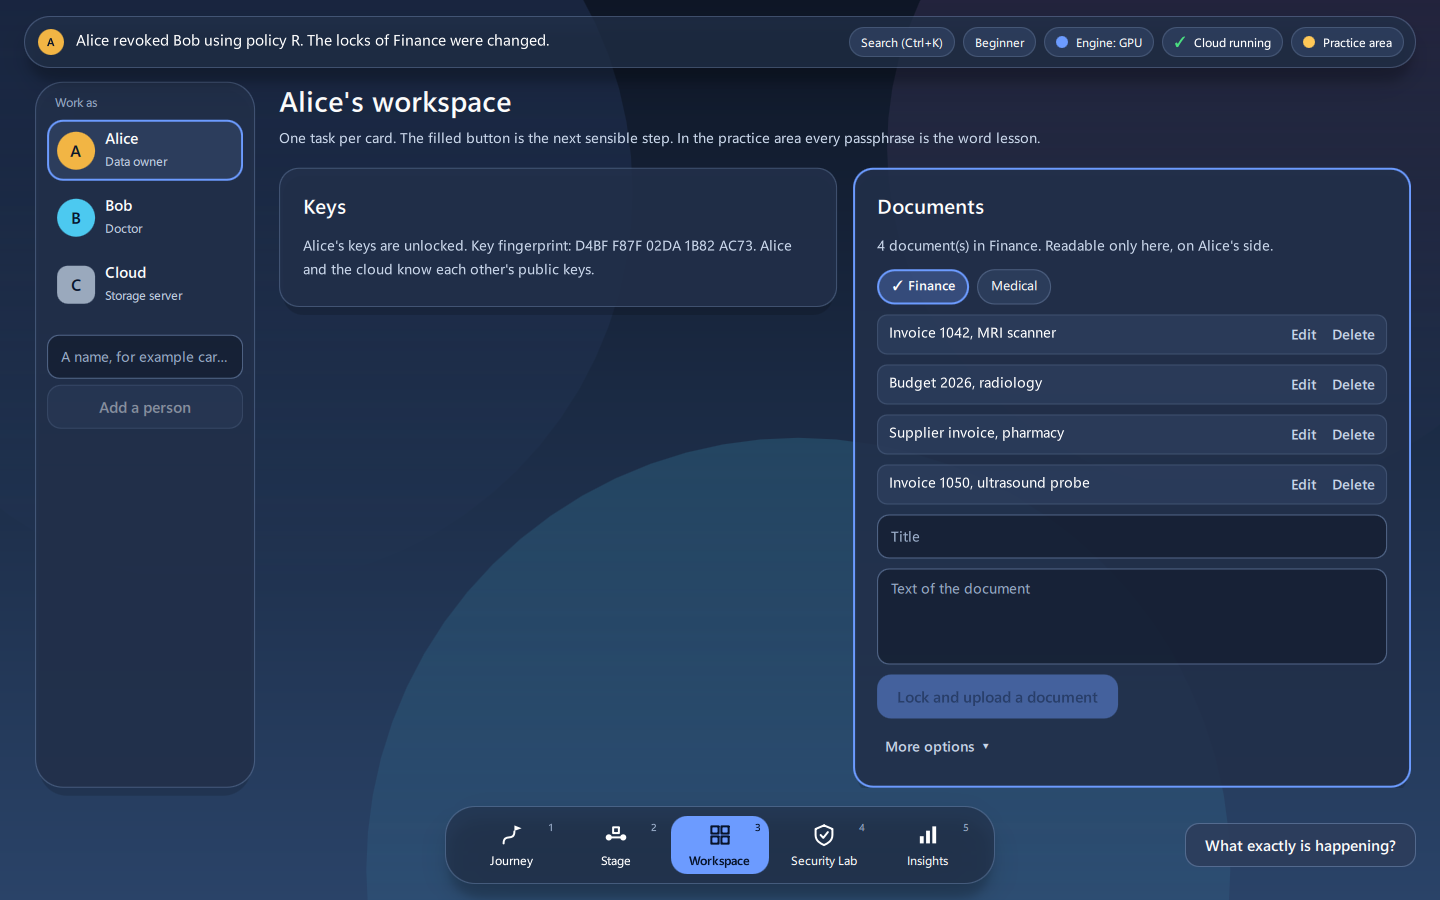 A
Alice revoked Bob using policy R. The locks of Finance were changed.
Search (Ctrl+K)
Beginner
Engine: GPU
✓ Cloud running
Practice area
Work as
A
Alice
Data owner
B
Bob
Doctor
C
Cloud
Storage server
A name, for example car...
Add a person
Alice's workspace
One task per card. The filled button is the next sensible step. In the practice area every passphrase is the word lesson.
Keys
Alice's keys are unlocked. Key fingerprint: D4BF F87F 02DA 1B82 AC73. Alice
and the cloud know each other's public keys.
Documents
4 document(s) in Finance. Readable only here, on Alice's side.
✓ Finance
Medical
Invoice 1042, MRI scanner
Edit
Delete
Budget 2026, radiology
Edit
Delete
Supplier invoice, pharmacy
Edit
Delete
Invoice 1050, ultrasound probe
Edit
Delete
Title
Text of the document
Lock and upload a document
More options ▾
1
Journey
2
Stage
3
Workspace
4
Security Lab
5
Insights
What exactly is happening?